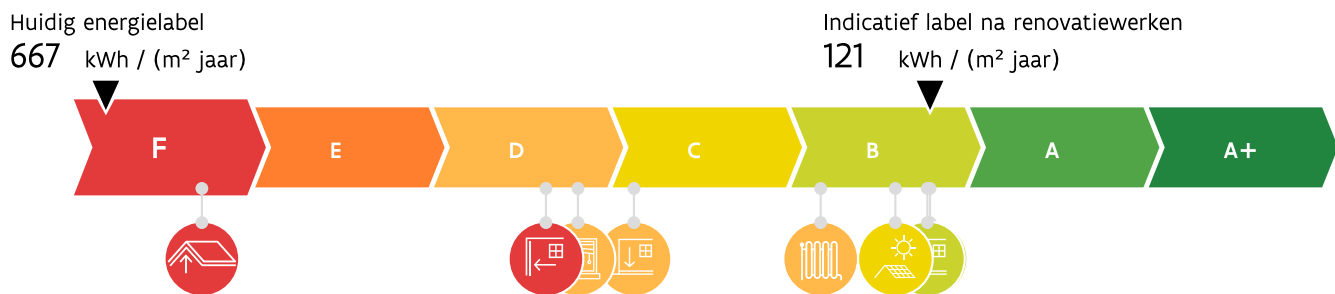 Huidig energielabel
667 kWh / (m² jaar)
Indicatief label na renovatiewerken
121 kWh / (m² jaar)
F
E
D
C
B
A
A+